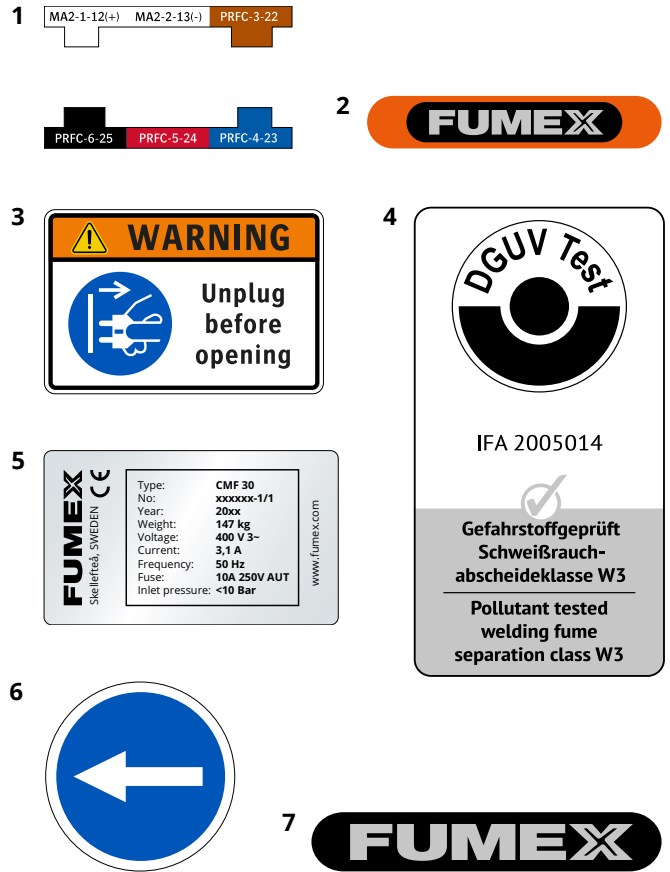 1
MA2-1-12(+) MA2-2-13(-) PRFC-3-22
PRFC-6-25 PRFC-5-24 PRFC-4-23
2
FUMEX
3
WARNING
Unplug
before
opening
4
DGUV Test
IFA 2005014
Gefahrstoffgeprüft
Schweißrauch-
abscheideklasse W3
Pollutant tested
welding fume
separation class W3
5
FUMEX
Skellefteå, SWEDEN
CE
Type: CMF 30
No: xxxxxx-1/1
Year: 20xx
Weight: 147 kg
Voltage: 400 V 3~
Current: 3,1 A
Frequency: 50 Hz
Fuse: 10A 250V AUT
Inlet pressure: <10 Bar
www.fumex.com
6
7
FUMEX